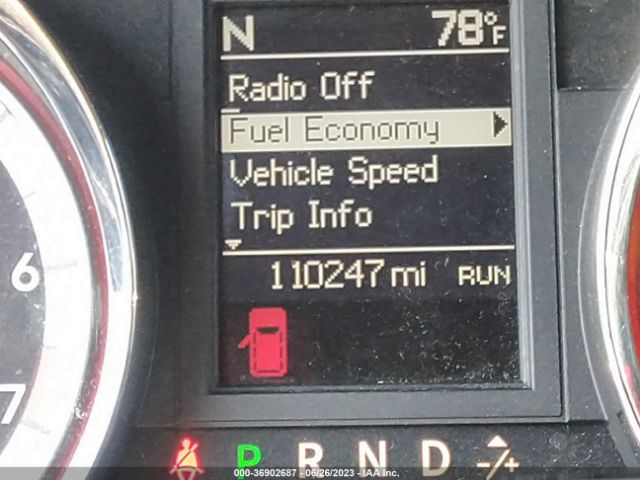 N 78°F
Radio Off
Fuel Economy
Vehicle Speed
Trip Info
110247 mi RUN
6
7
P R N D -/+
000-36902687 - 06/26/2023 - IAA Inc.